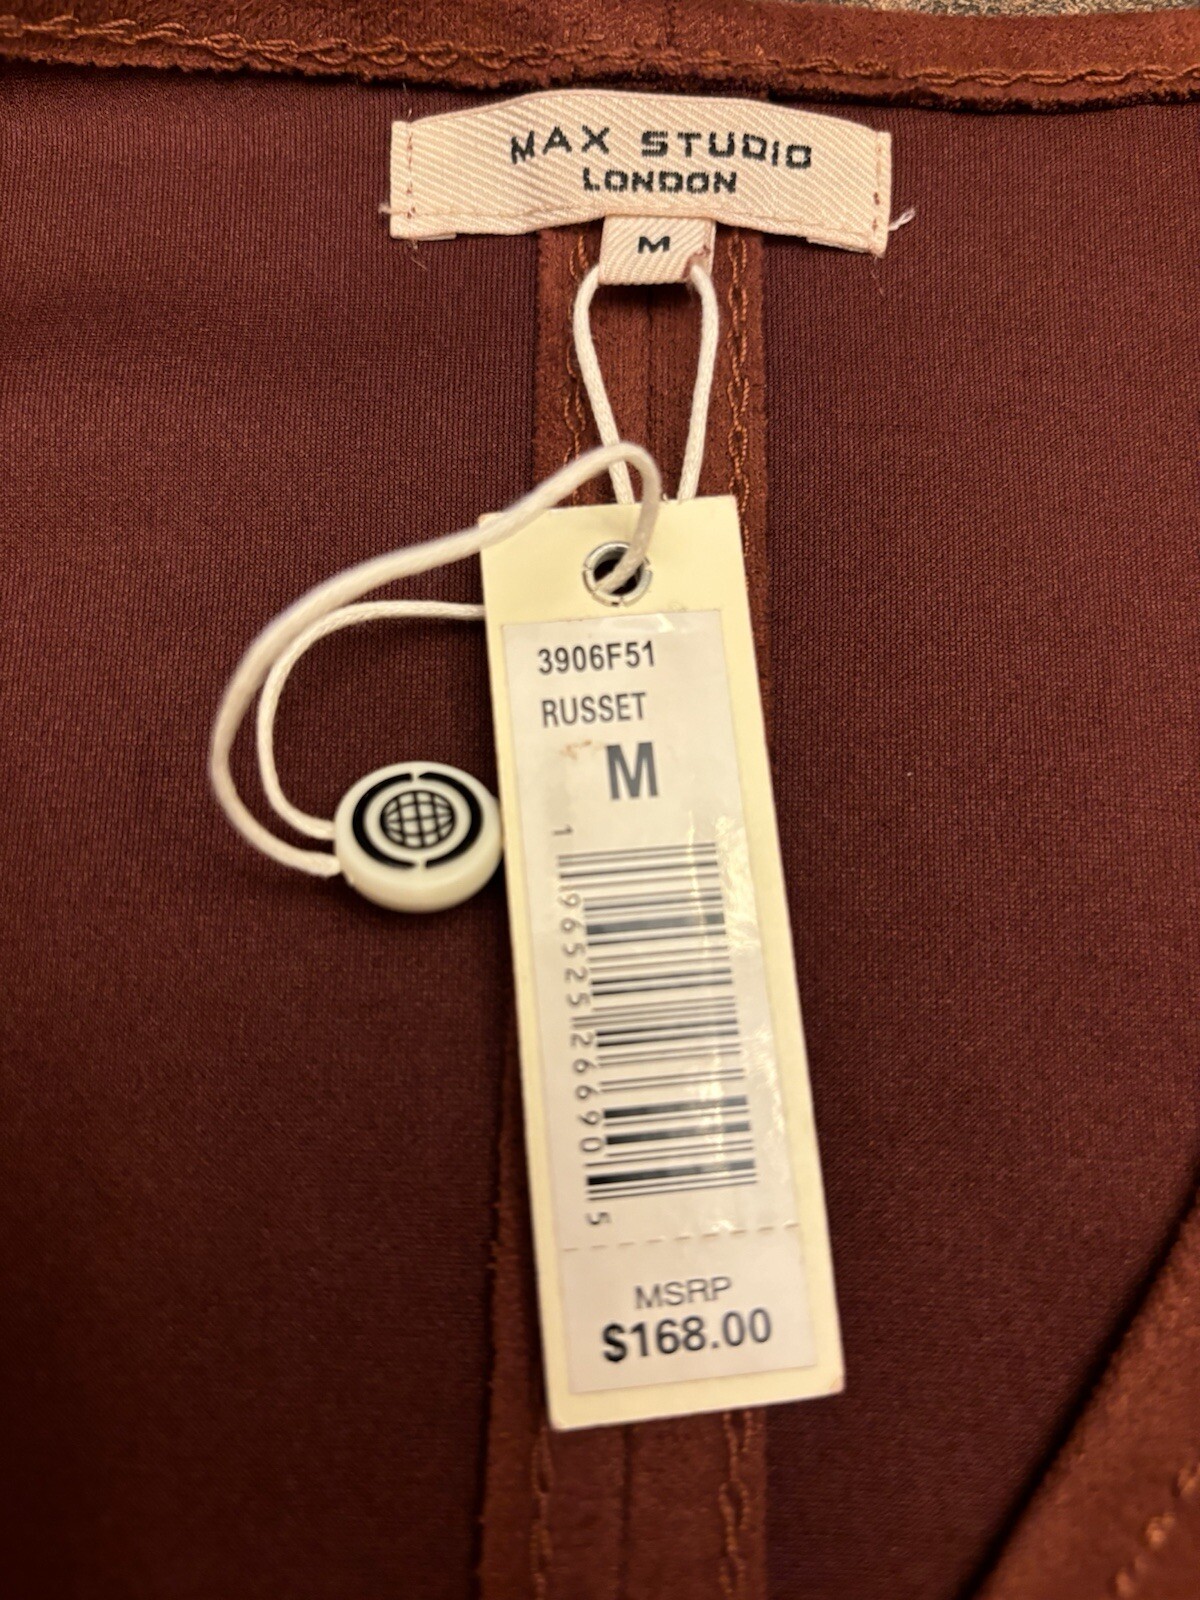 MAX STUDIO
LONDON
M
3906F51
RUSSET
M
1 96525 26690 5
MSRP
$168.00